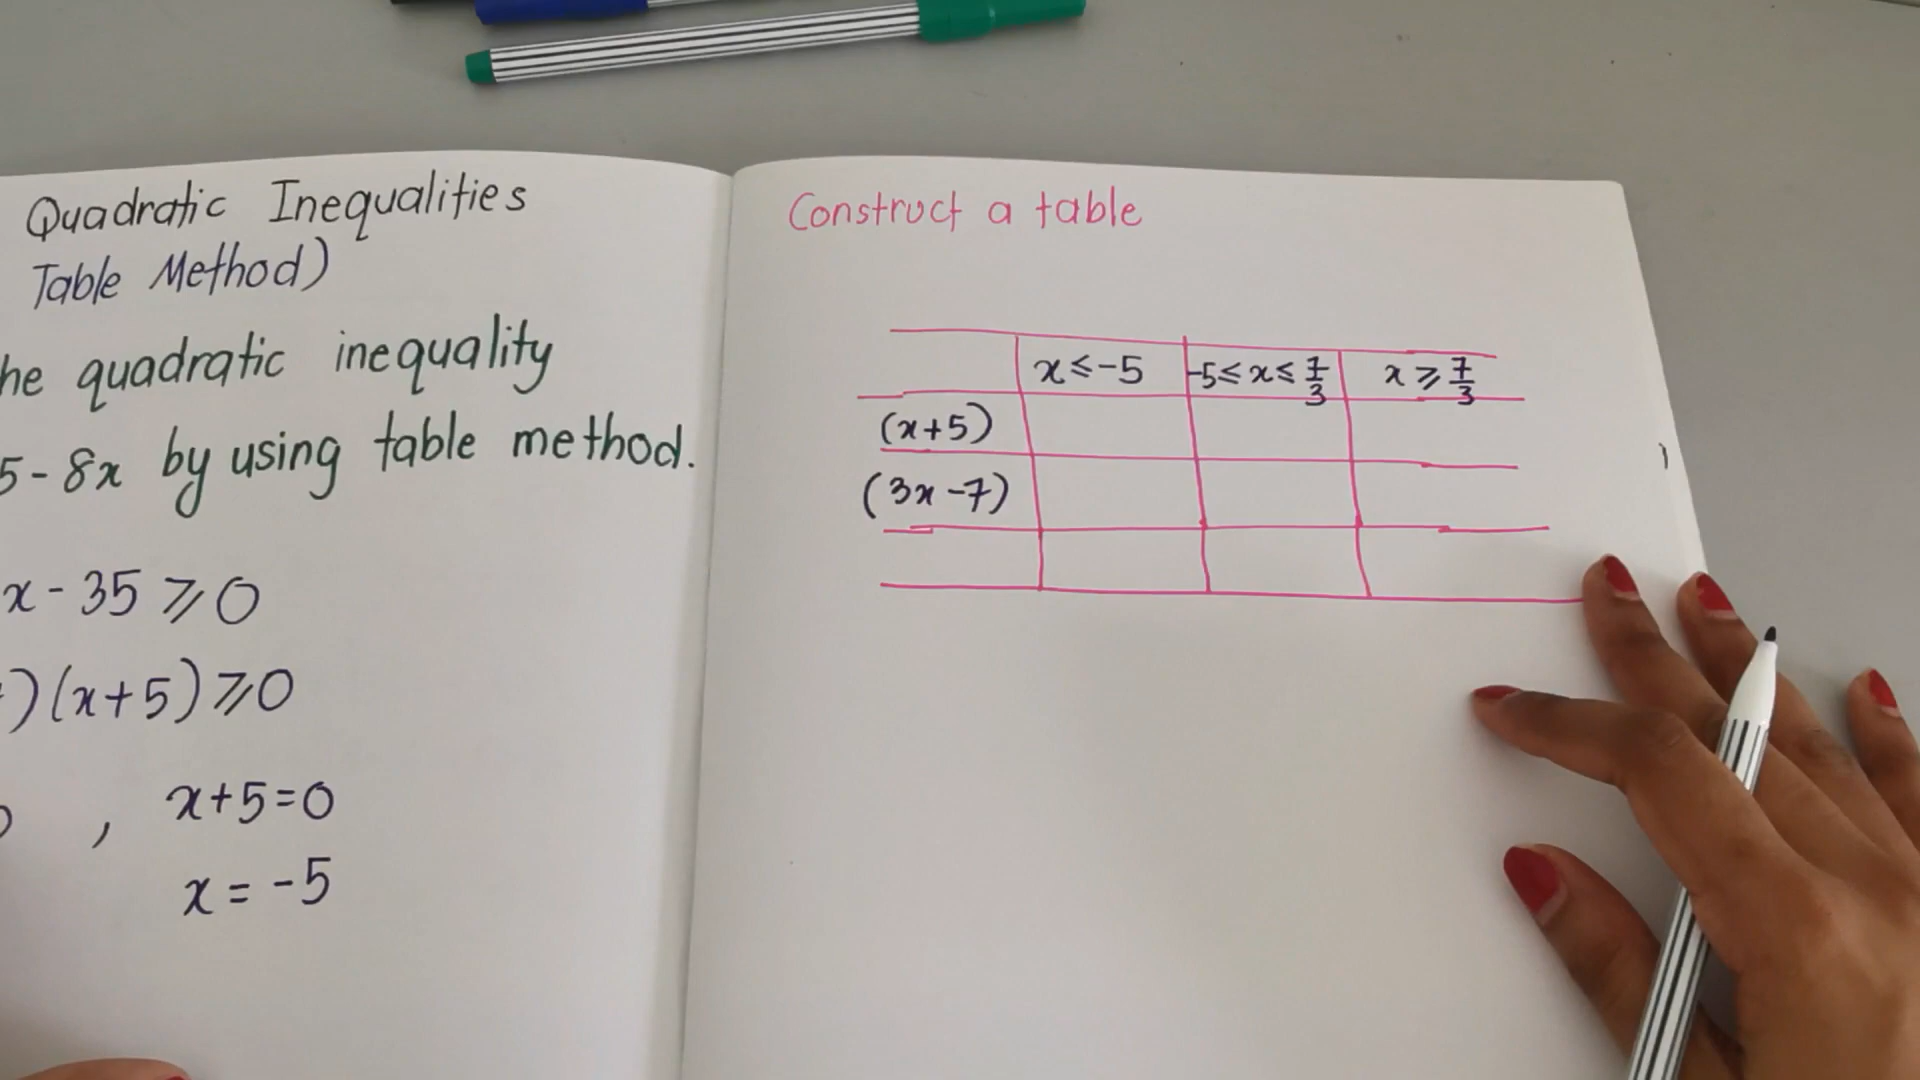 Quadratic Inequalities
Table Method)
he quadratic inequality
5-8x by using table method.
x - 35 ⩾ 0
)(x+5) ⩾ 0
, x+5=0
x = -5
Construct a table
x ⩽ -5 -5 ⩽ x ⩽ 7/3 x ⩾ 7/3
(x+5)
(3x-7)